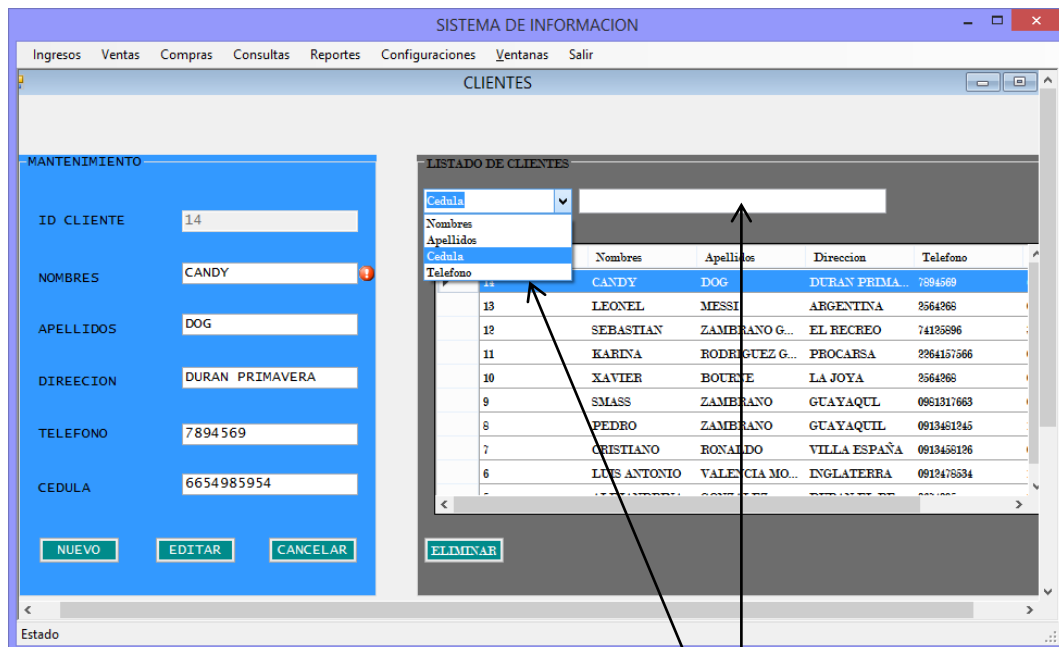 SISTEMA DE INFORMACION
Ingresos Ventas Compras Consultas Reportes Configuraciones Ventanas Salir
CLIENTES
MANTENIMIENTO
ID CLIENTE 14
NOMBRES CANDY
APELLIDOS DOG
DIREECION DURAN PRIMAVERA
TELEFONO 7894569
CEDULA 6654985954
NUEVO EDITAR CANCELAR
LISTADO DE CLIENTES
Cedula
Nombres
Apellidos
Cedula
Telefono
Nombres Apellidos Direccion Telefono
14 CANDY DOG DURAN PRIMA... 7894569
13 LEONEL MESSI ARGENTINA 2564268
12 SEBASTIAN ZAMBRANO G... EL RECREO 74125896
11 KARINA RODRIGUEZ G... PROCARSA 2264157566
10 XAVIER BOURNE LA JOYA 2564268
9 SMASS ZAMBRANO GUAYAQUL 0981317663
8 PEDRO ZAMBRANO GUAYAQUIL 0913481245
7 CRISTIANO RONALDO VILLA ESPAÑA 0913458126
6 LUIS ANTONIO VALENCIA MO... INGLATERRA 0912478534
ELIMINAR
Estado